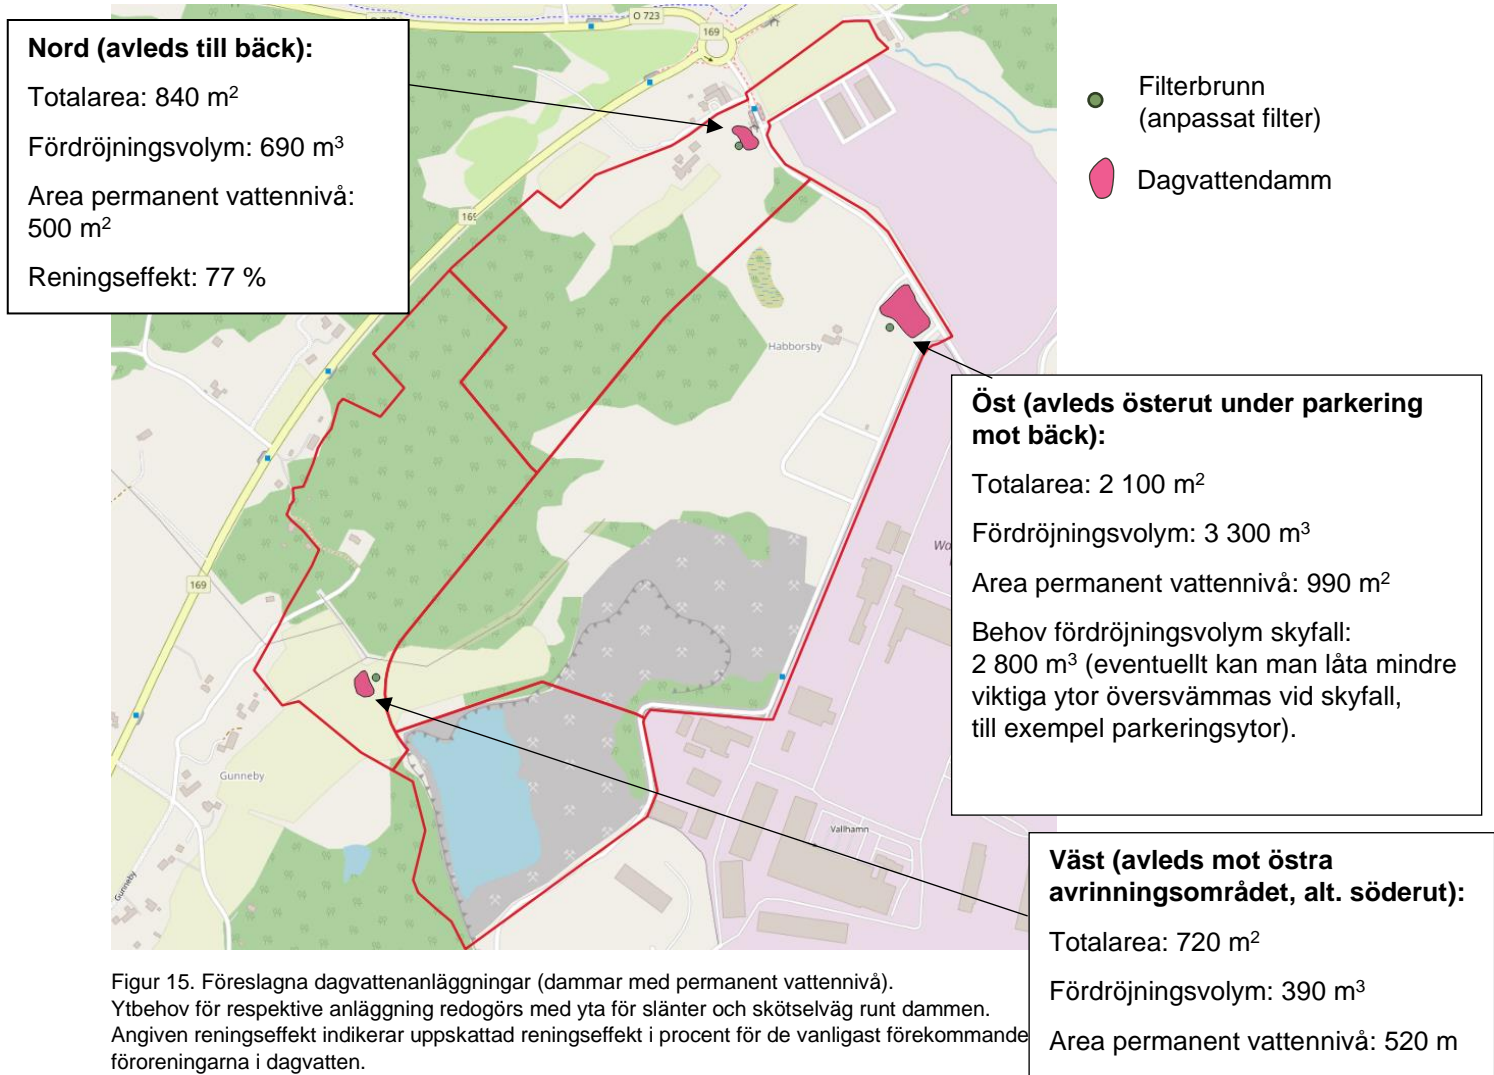 Nord (avleds till bäck):
Totalarea: 840 m²
Fördröjningsvolym: 690 m³
Area permanent vattennivå:
500 m²
Reningseffekt: 77 %
O 723
169
169
169
Habborsby
Gunneby
Gunneby
Vallhamn
Filterbrunn
(anpassat filter)
Dagvattendamm
Öst (avleds österut under parkering
mot bäck):
Totalarea: 2 100 m²
Fördröjningsvolym: 3 300 m³
Area permanent vattennivå: 990 m²
Behov fördröjningsvolym skyfall:
2 800 m³ (eventuellt kan man låta mindre
viktiga ytor översvämmas vid skyfall,
till exempel parkeringsytor).
Väst (avleds mot östra
avrinningsområdet, alt. söderut):
Totalarea: 720 m²
Fördröjningsvolym: 390 m³
Area permanent vattennivå: 520 m
Figur 15. Föreslagna dagvattenanläggningar (dammar med permanent vattennivå).
Ytbehov för respektive anläggning redogörs med yta för slänter och skötselväg runt dammen.
Angiven reningseffekt indikerar uppskattad reningseffekt i procent för de vanligast förekommande
föroreningarna i dagvatten.